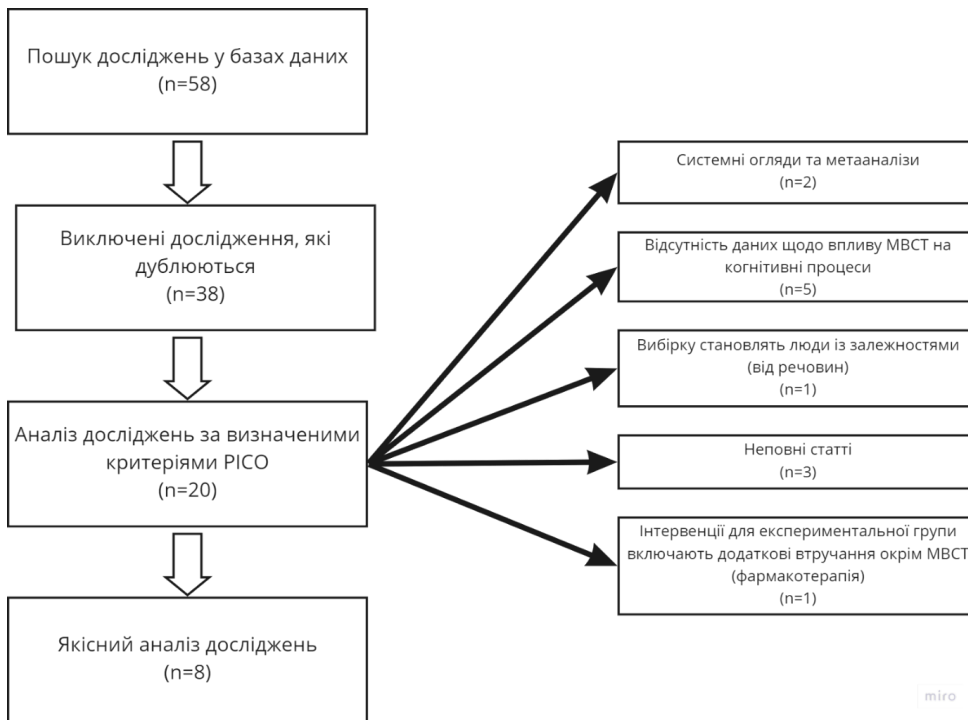 Пошук досліджень у базах даних
(n=58)
Виключені дослідження, які
дублюються
(n=38)
Аналіз досліджень за визначеними
критеріями PICO
(n=20)
Якісний аналіз досліджень
(n=8)
Системні огляди та метааналізи
(n=2)
Відсутність даних щодо впливу МВСТ на
когнітивні процеси
(n=5)
Вибірку становлять люди із залежностями
(від речовин)
(n=1)
Неповні статті
(n=3)
Інтервенції для експериментальної групи
включають додаткові втручання окрім МВСТ
(фармакотерапія)
(n=1)
miro